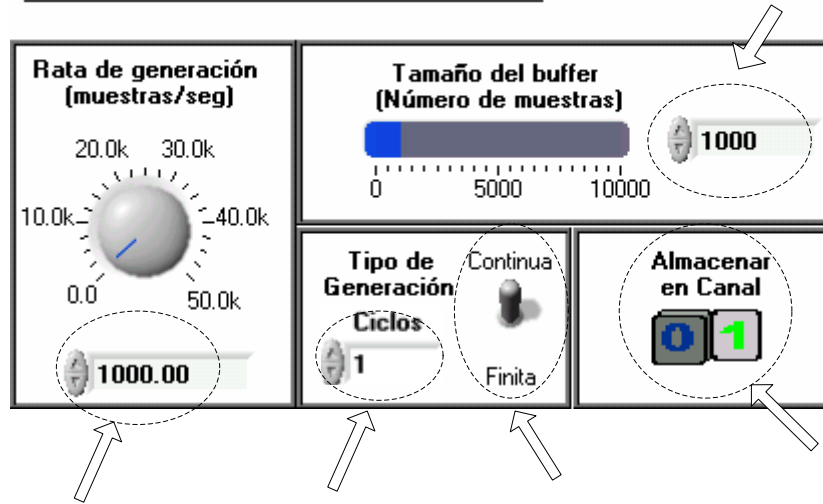 Rata de generación
(muestras/seg)
20.0k 30.0k
10.0k 40.0k
0.0 50.0k
1000.00
Tamaño del buffer
(Número de muestras)
1000
0 5000 10000
Tipo de
Generación
Ciclos
1
Continua
Finita
Almacenar
en Canal
0 1